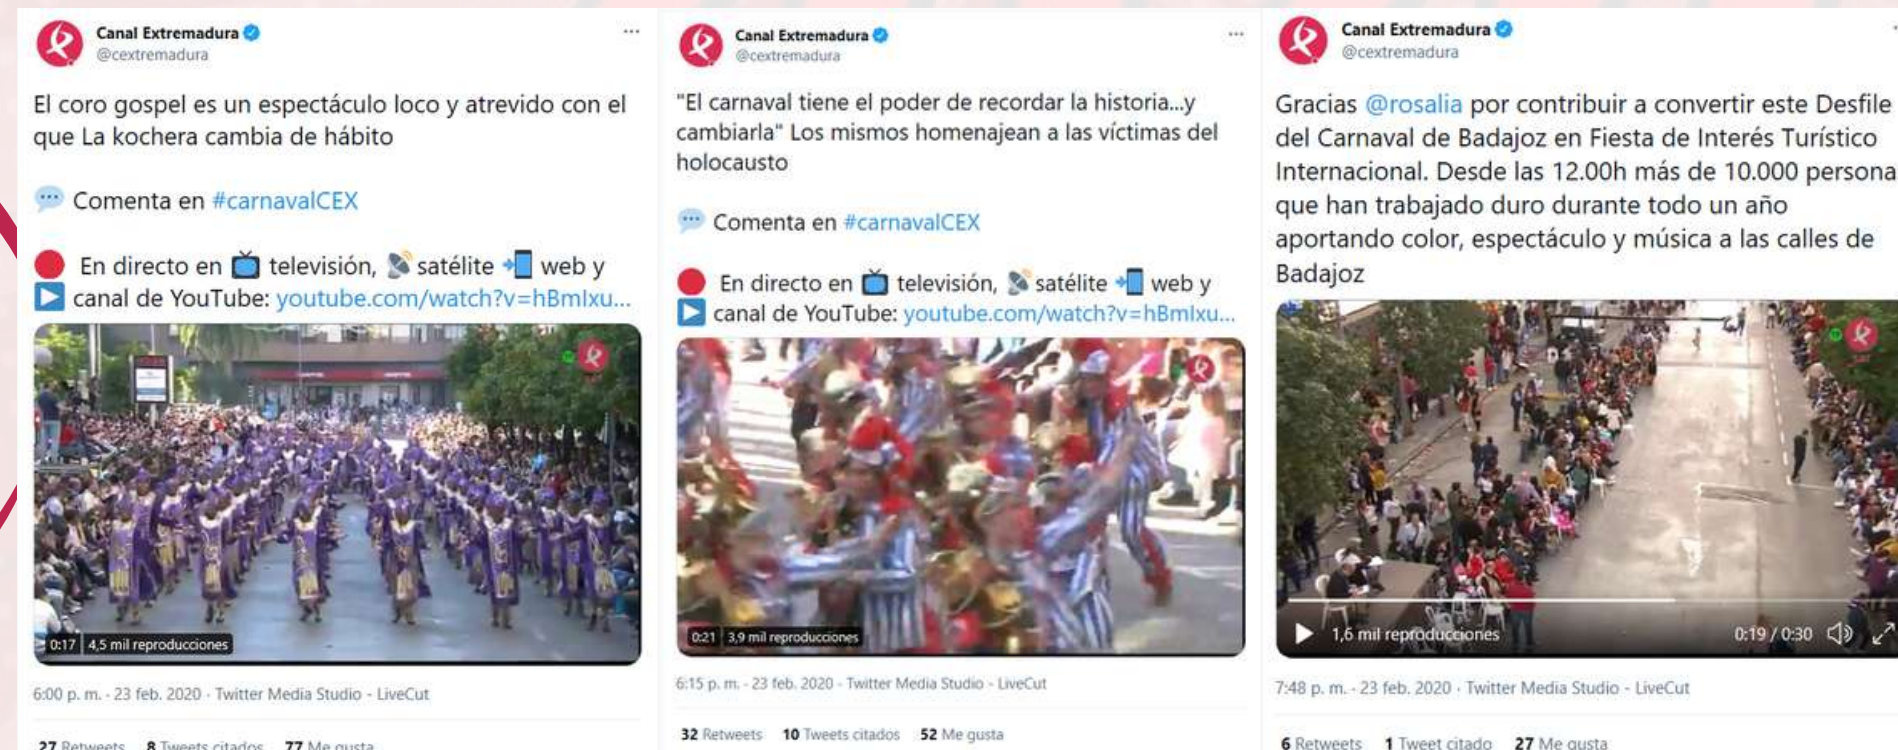 Canal Extremadura
@cextremadura
El coro gospel es un espectáculo loco y atrevido con el
que La kochera cambia de hábito
Comenta en #carnavalCEX
En directo en televisión, satélite web y
canal de YouTube: youtube.com/watch?v=hBmIxu...
0:17 4,5 mil reproducciones
6:00 p. m. · 23 feb. 2020 · Twitter Media Studio - LiveCut
27 Retweets 8 Tweets citados 77 Me gusta
Canal Extremadura
@cextremadura
"El carnaval tiene el poder de recordar la historia...y
cambiarla" Los mismos homenajean a las víctimas del
holocausto
Comenta en #carnavalCEX
En directo en televisión, satélite web y
canal de YouTube: youtube.com/watch?v=hBmIxu...
0:21 3,9 mil reproducciones
6:15 p. m. · 23 feb. 2020 · Twitter Media Studio - LiveCut
32 Retweets 10 Tweets citados 52 Me gusta
Canal Extremadura
@cextremadura
Gracias @rosalia por contribuir a convertir este Desfile
del Carnaval de Badajoz en Fiesta de Interés Turístico
Internacional. Desde las 12.00h más de 10.000 persona
que han trabajado duro durante todo un año
aportando color, espectáculo y música a las calles de
Badajoz
1,6 mil reproducciones 0:19 / 0:30
7:48 p. m. · 23 feb. 2020 · Twitter Media Studio - LiveCut
6 Retweets 1 Tweet citado 27 Me gusta